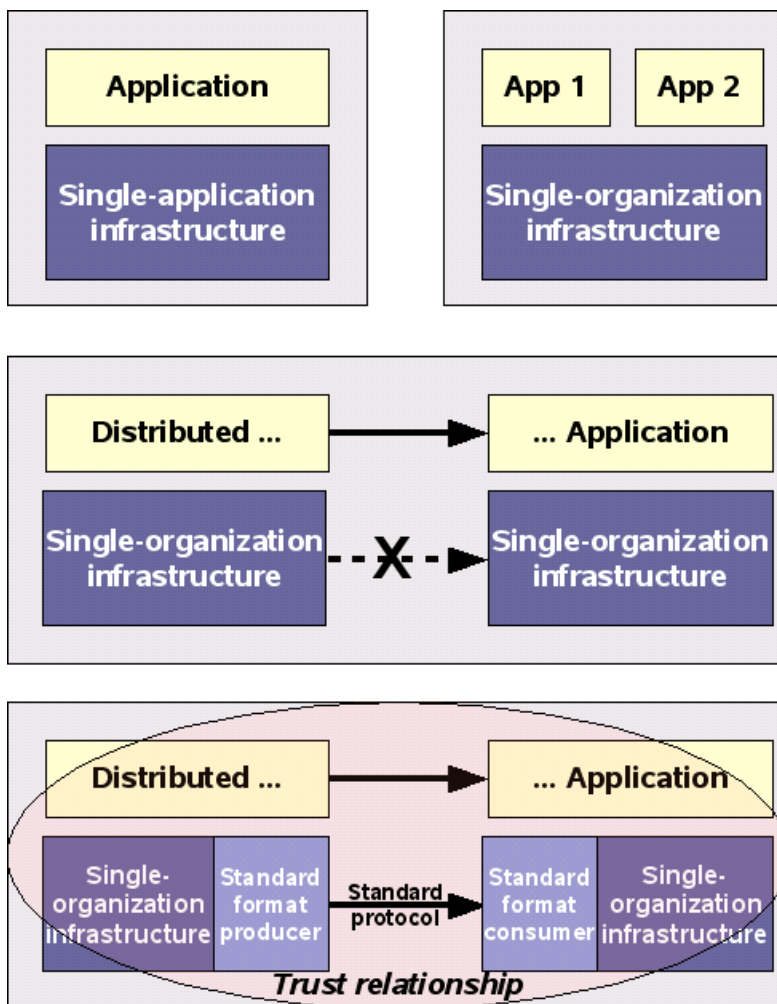 Application
Single-application
infrastructure
App 1
App 2
Single-organization
infrastructure
Distributed ...
... Application
Single-organization
infrastructure
X
Single-organization
infrastructure
Distributed ...
... Application
Single-
organization
infrastructure
Standard
format
producer
Standard
protocol
Standard
format
consumer
Single-
organization
infrastructure
Trust relationship